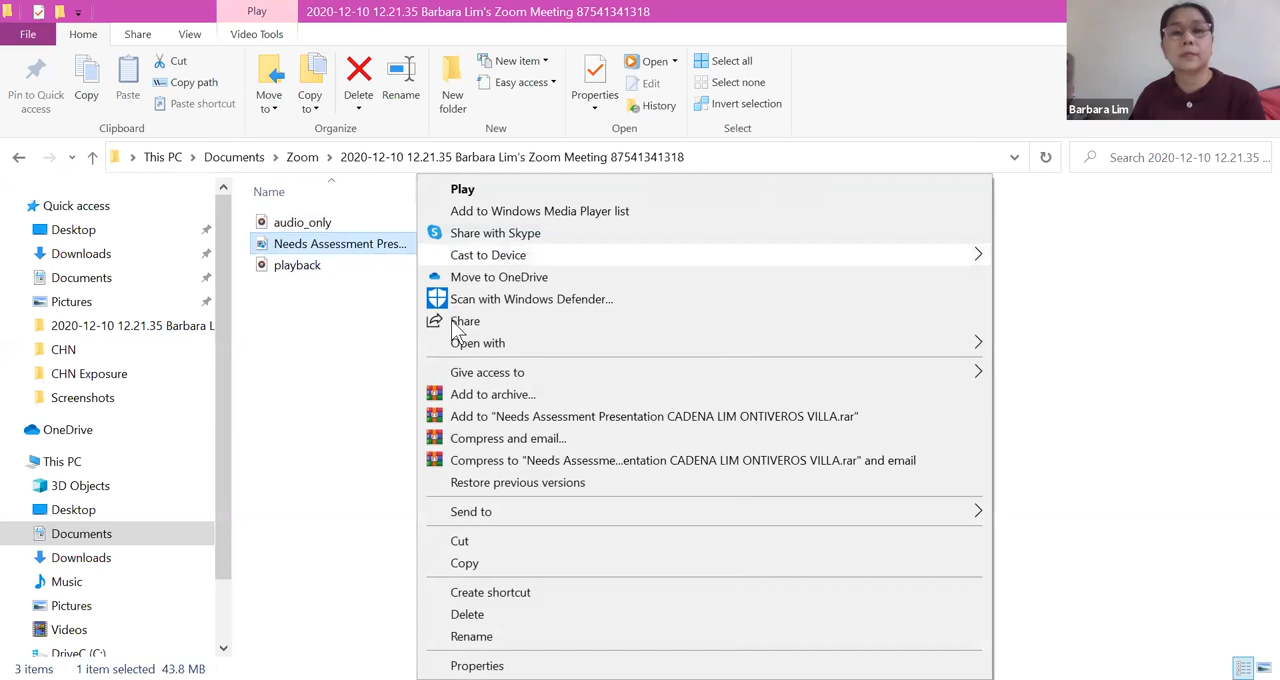 Play
2020-12-10 12.21.35 Barbara Lim's Zoom Meeting 87541341318
File
Home
Share
View
Video Tools
Pin to Quick access
Copy
Paste
Cut
Copy path
Paste shortcut
Clipboard
Move to
Copy to
Delete
Rename
Organize
New folder
New item
Easy access
New
Properties
Open
Edit
History
Open
Select all
Select none
Invert selection
Select
Barbara Lim
This PC > Documents > Zoom > 2020-12-10 12.21.35 Barbara Lim's Zoom Meeting 87541341318
Search 2020-12-10 12.21.35 ...
Quick access
Desktop
Downloads
Documents
Pictures
2020-12-10 12.21.35 Barbara L
CHN
CHN Exposure
Screenshots
OneDrive
This PC
3D Objects
Desktop
Documents
Downloads
Music
Pictures
Videos
DriveC (C:)
Name
audio_only
Needs Assessment Pres...
playback
Play
Add to Windows Media Player list
Share with Skype
Cast to Device
Move to OneDrive
Scan with Windows Defender...
Share
Open with
Give access to
Add to archive...
Add to "Needs Assessment Presentation CADENA LIM ONTIVEROS VILLA.rar"
Compress and email...
Compress to "Needs Assessme...entation CADENA LIM ONTIVEROS VILLA.rar" and email
Restore previous versions
Send to
Cut
Copy
Create shortcut
Delete
Rename
Properties
3 items
1 item selected 43.8 MB